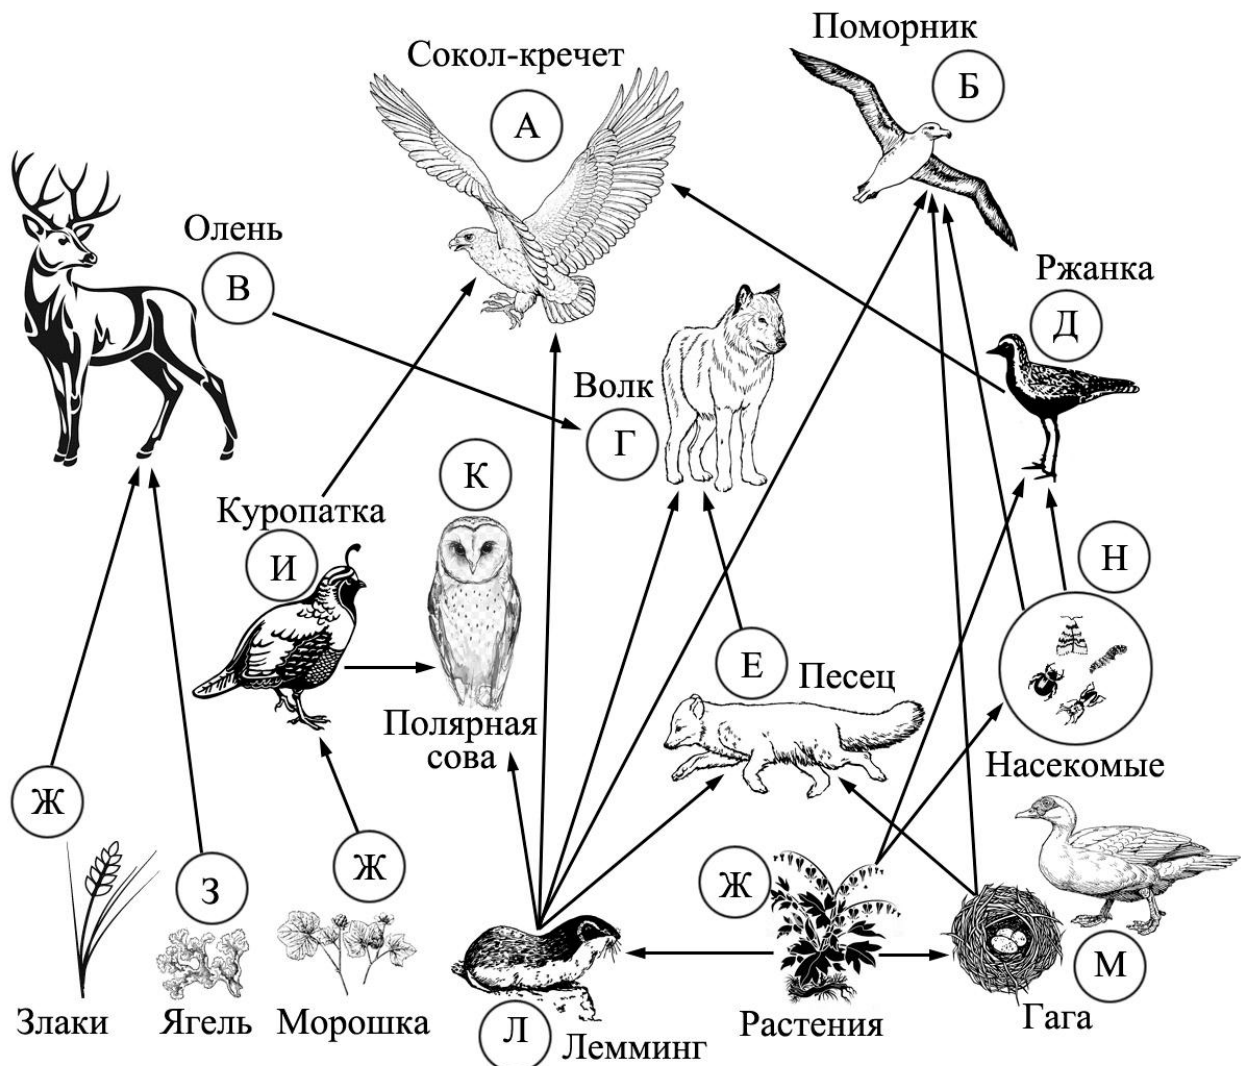 Поморник
Сокол-кречет
Б
А
Олень
В
Ржанка
Д
Волк
Г
К
Куропатка
И
Н
Е
Песец
Полярная
сова
Насекомые
Ж
З
Ж
Ж
М
Злаки
Ягель
Морошка
Л
Лемминг
Растения
Гага